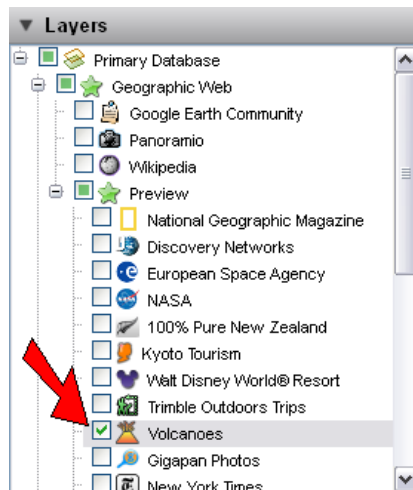 Layers
Primary Database
Geographic Web
Google Earth Community
Panoramio
Wikipedia
Preview
National Geographic Magazine
Discovery Networks
European Space Agency
NASA
100% Pure New Zealand
Kyoto Tourism
Walt Disney World® Resort
Trimble Outdoors Trips
Volcanoes
Gigapan Photos
New York Times